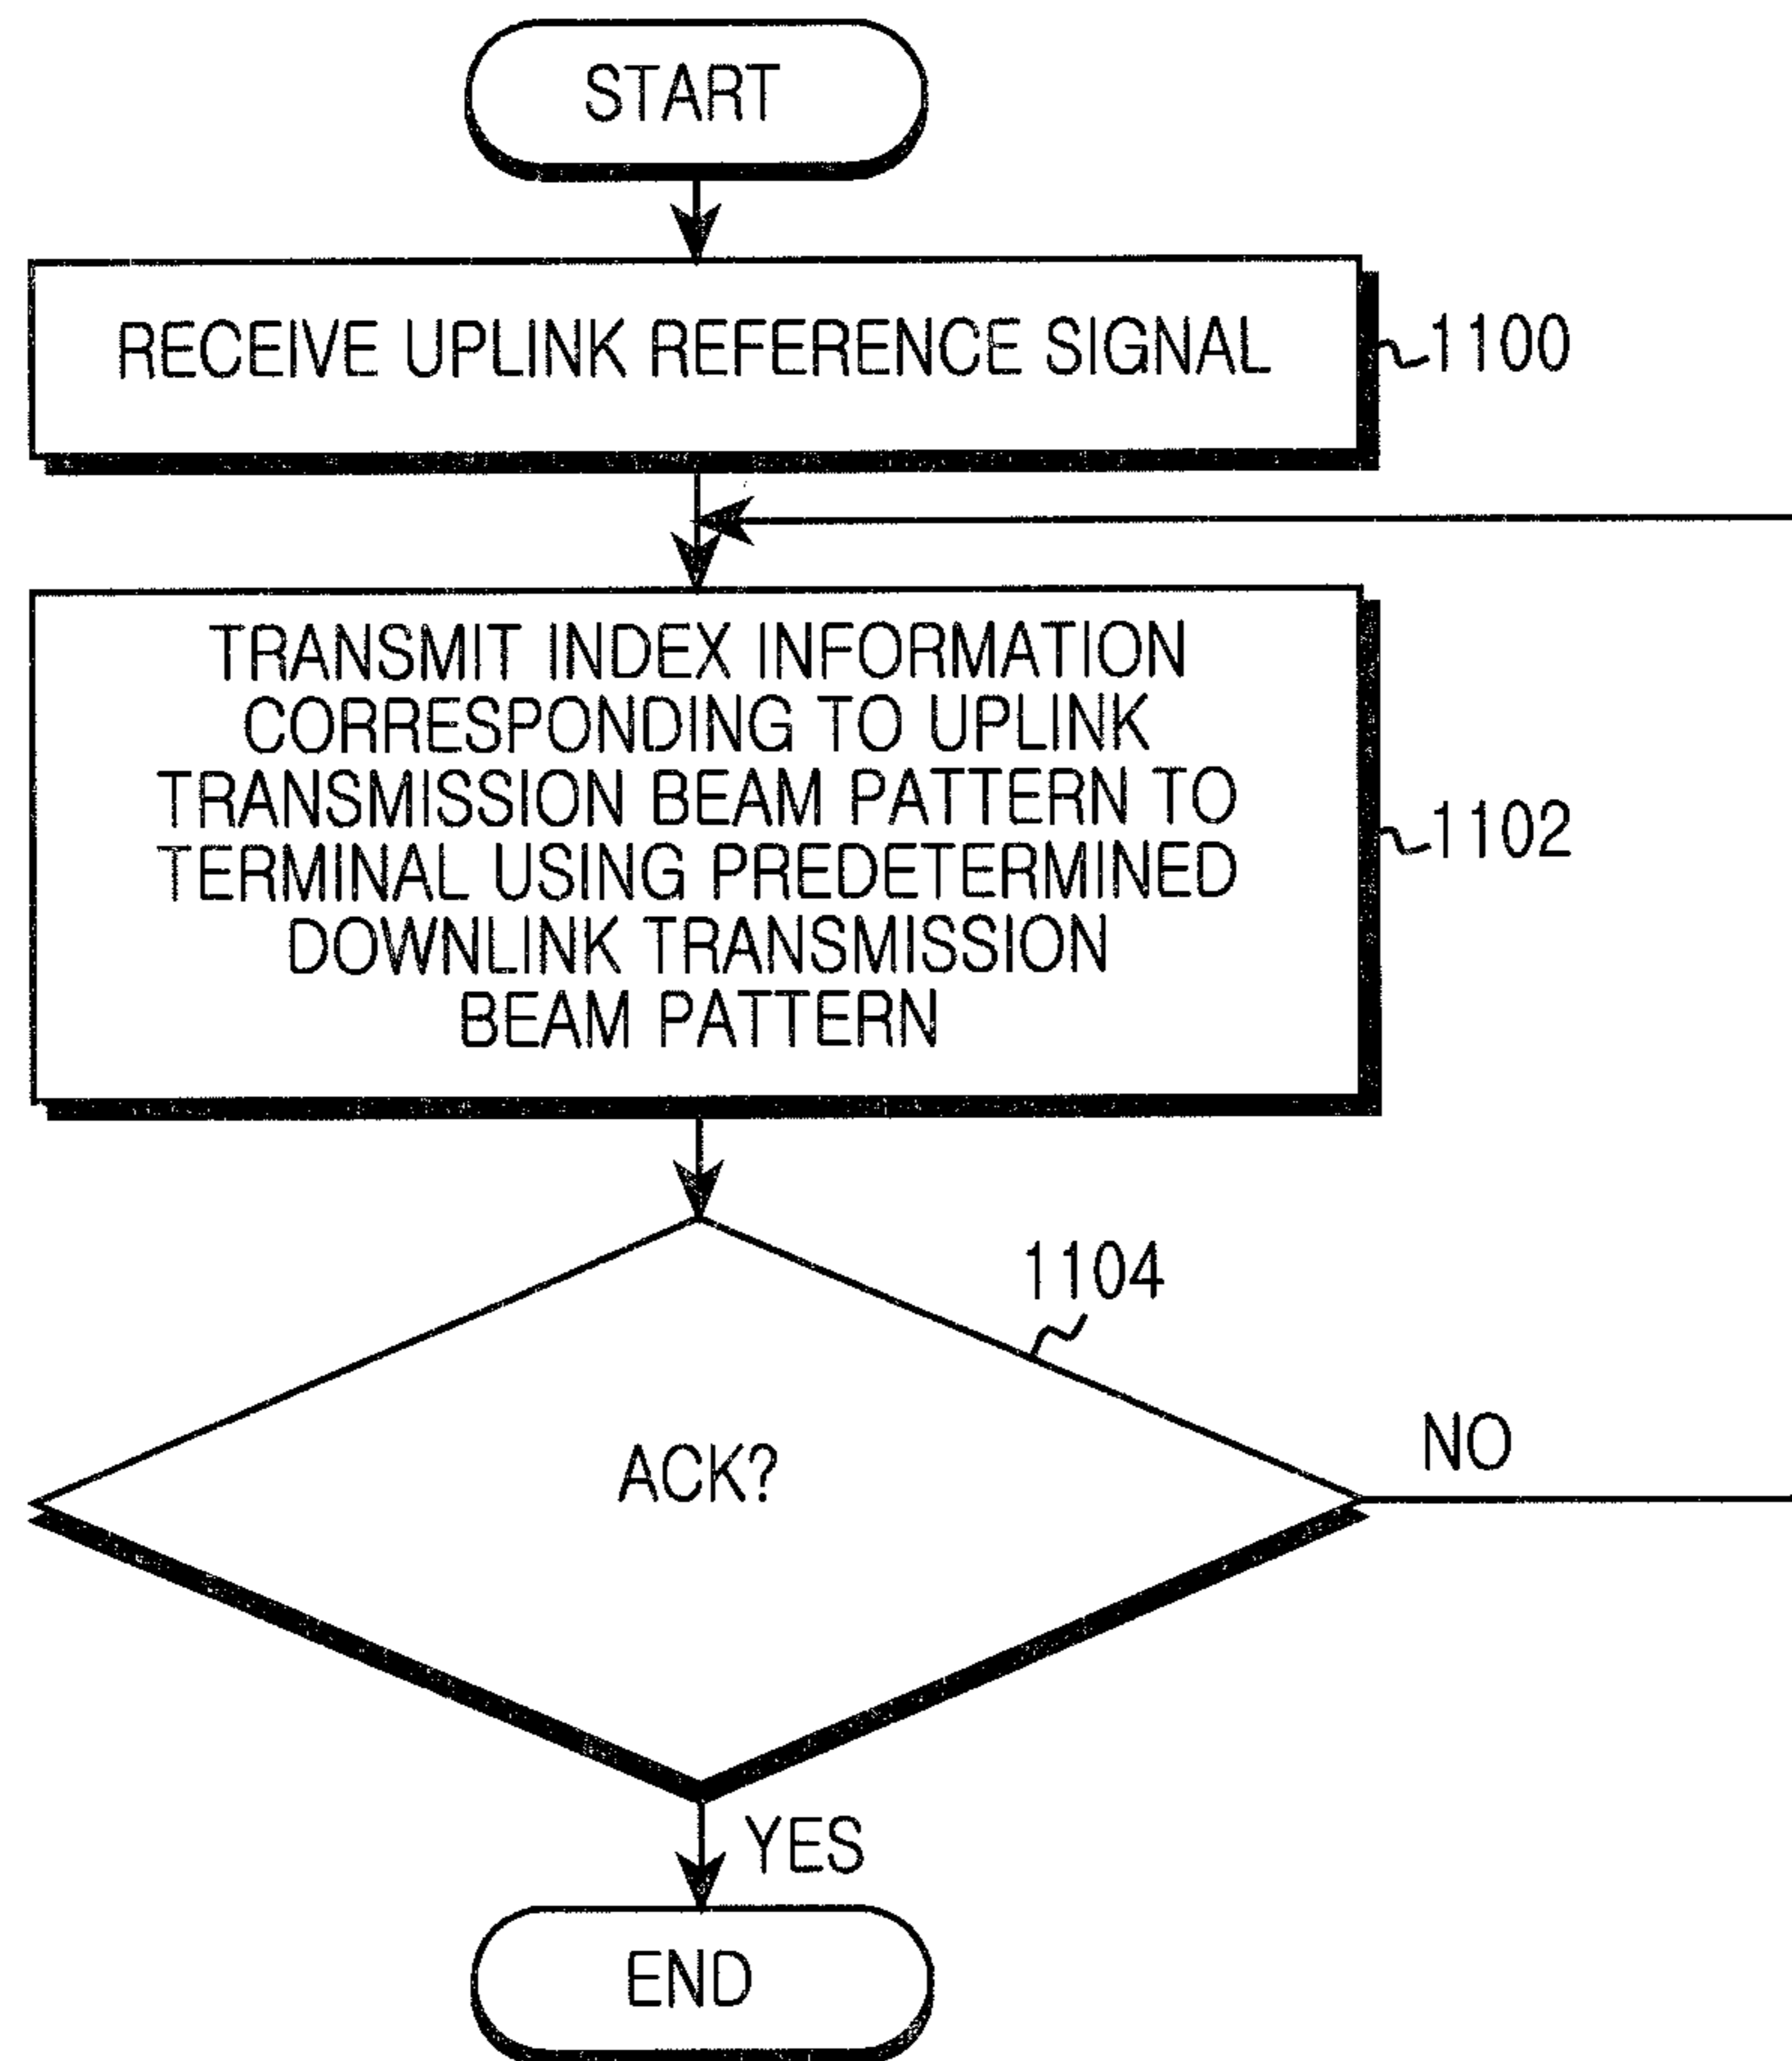 START
RECEIVE UPLINK REFERENCE SIGNAL
1100
TRANSMIT INDEX INFORMATION
CORRESPONDING TO UPLINK
TRANSMISSION BEAM PATTERN TO
TERMINAL USING PREDETERMINED
DOWNLINK TRANSMISSION
BEAM PATTERN
1102
1104
ACK?
NO
YES
END